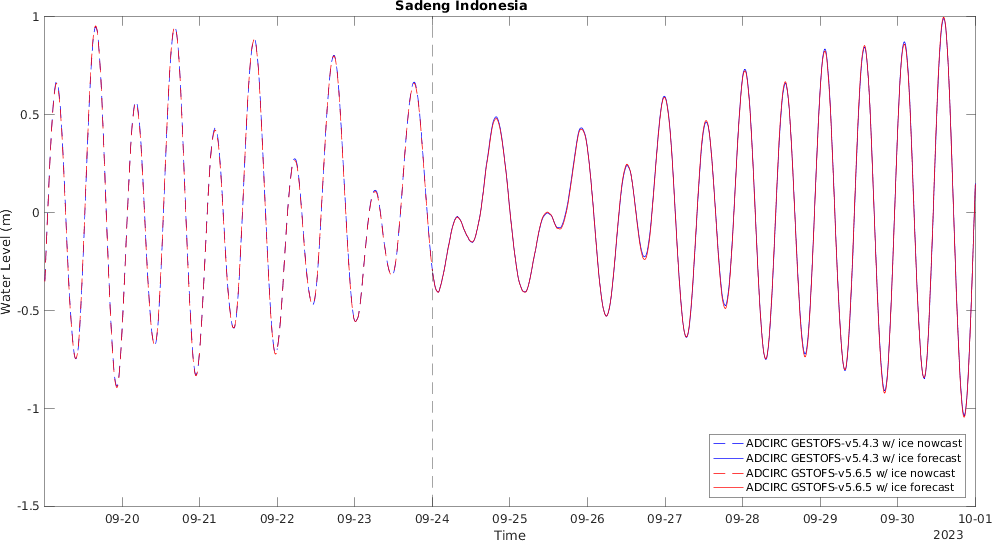 Sadeng Indonesia
1
0.5
0
-0.5
-1
-1.5
Water Level (m)
09-20 09-21 09-22 09-23 09-24 09-25 09-26 09-27 09-28 09-29 09-30 10-01
Time
2023
ADCIRC GESTOFS-v5.4.3 w/ ice nowcast
ADCIRC GESTOFS-v5.4.3 w/ ice forecast
ADCIRC GSTOFS-v5.6.5 w/ ice nowcast
ADCIRC GSTOFS-v5.6.5 w/ ice forecast